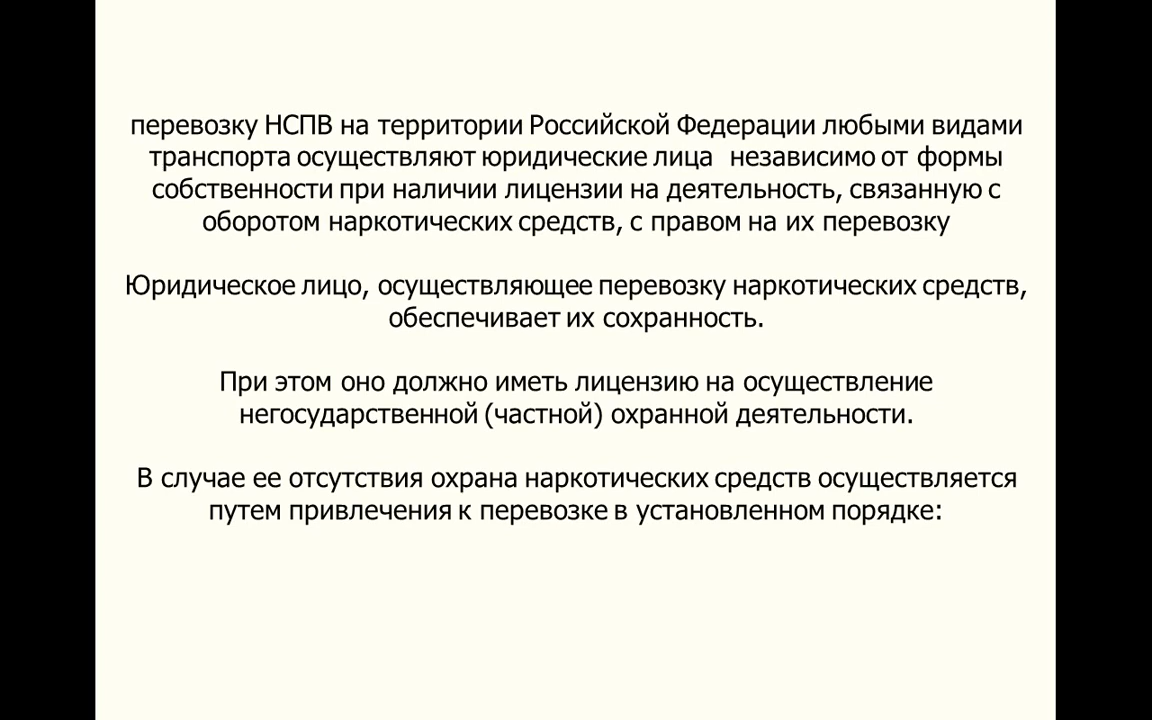 перевозку НСПВ на территории Российской Федерации любыми видами
транспорта осуществляют юридические лица независимо от формы
собственности при наличии лицензии на деятельность, связанную с
оборотом наркотических средств, с правом на их перевозку
Юридическое лицо, осуществляющее перевозку наркотических средств,
обеспечивает их сохранность.
При этом оно должно иметь лицензию на осуществление
негосударственной (частной) охранной деятельности.
В случае ее отсутствия охрана наркотических средств осуществляется
путем привлечения к перевозке в установленном порядке: